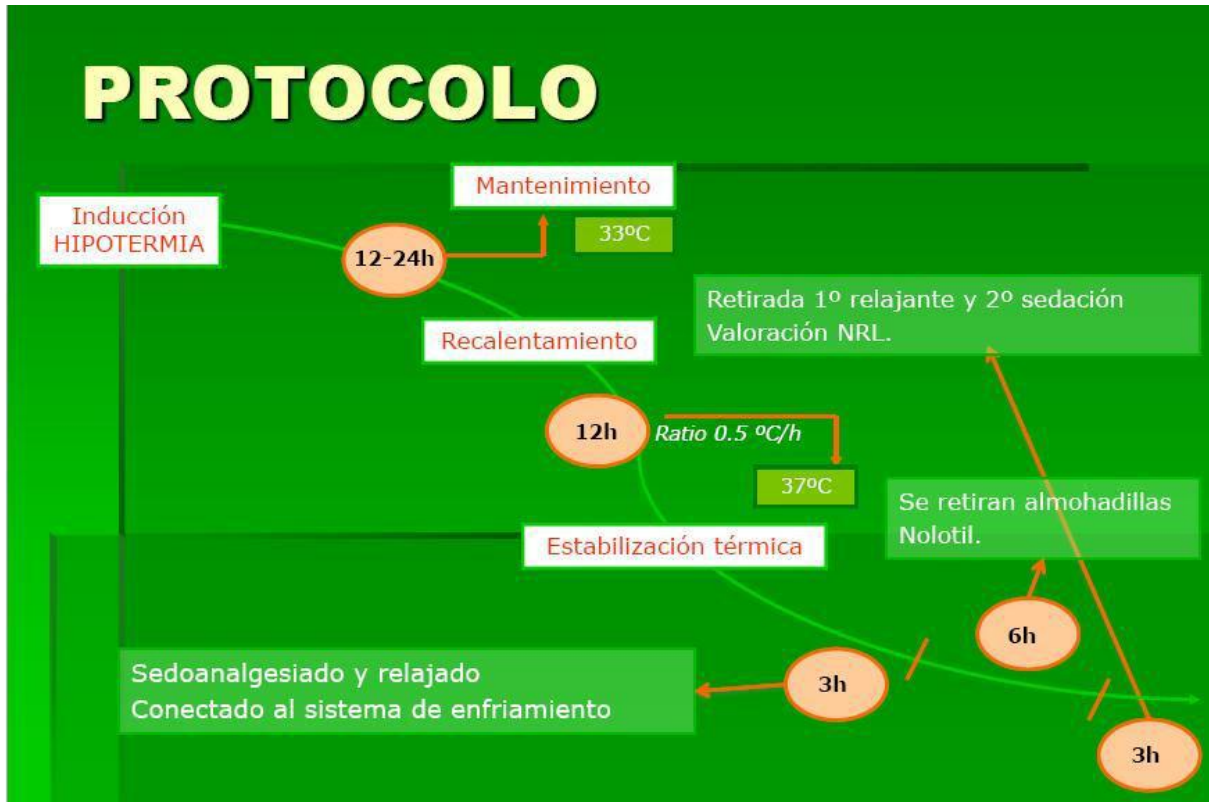 PROTOCOLO
Mantenimiento
Inducción
HIPOTERMIA
33ºC
12-24h
Retirada 1º relajante y 2º sedación
Valoración NRL.
Recalentamiento
12h
Ratio 0.5 ºC/h
37ºC
Se retiran almohadillas
Nolotil.
Estabilización térmica
6h
Sedoanalgesiado y relajado
Conectado al sistema de enfriamiento
3h
3h